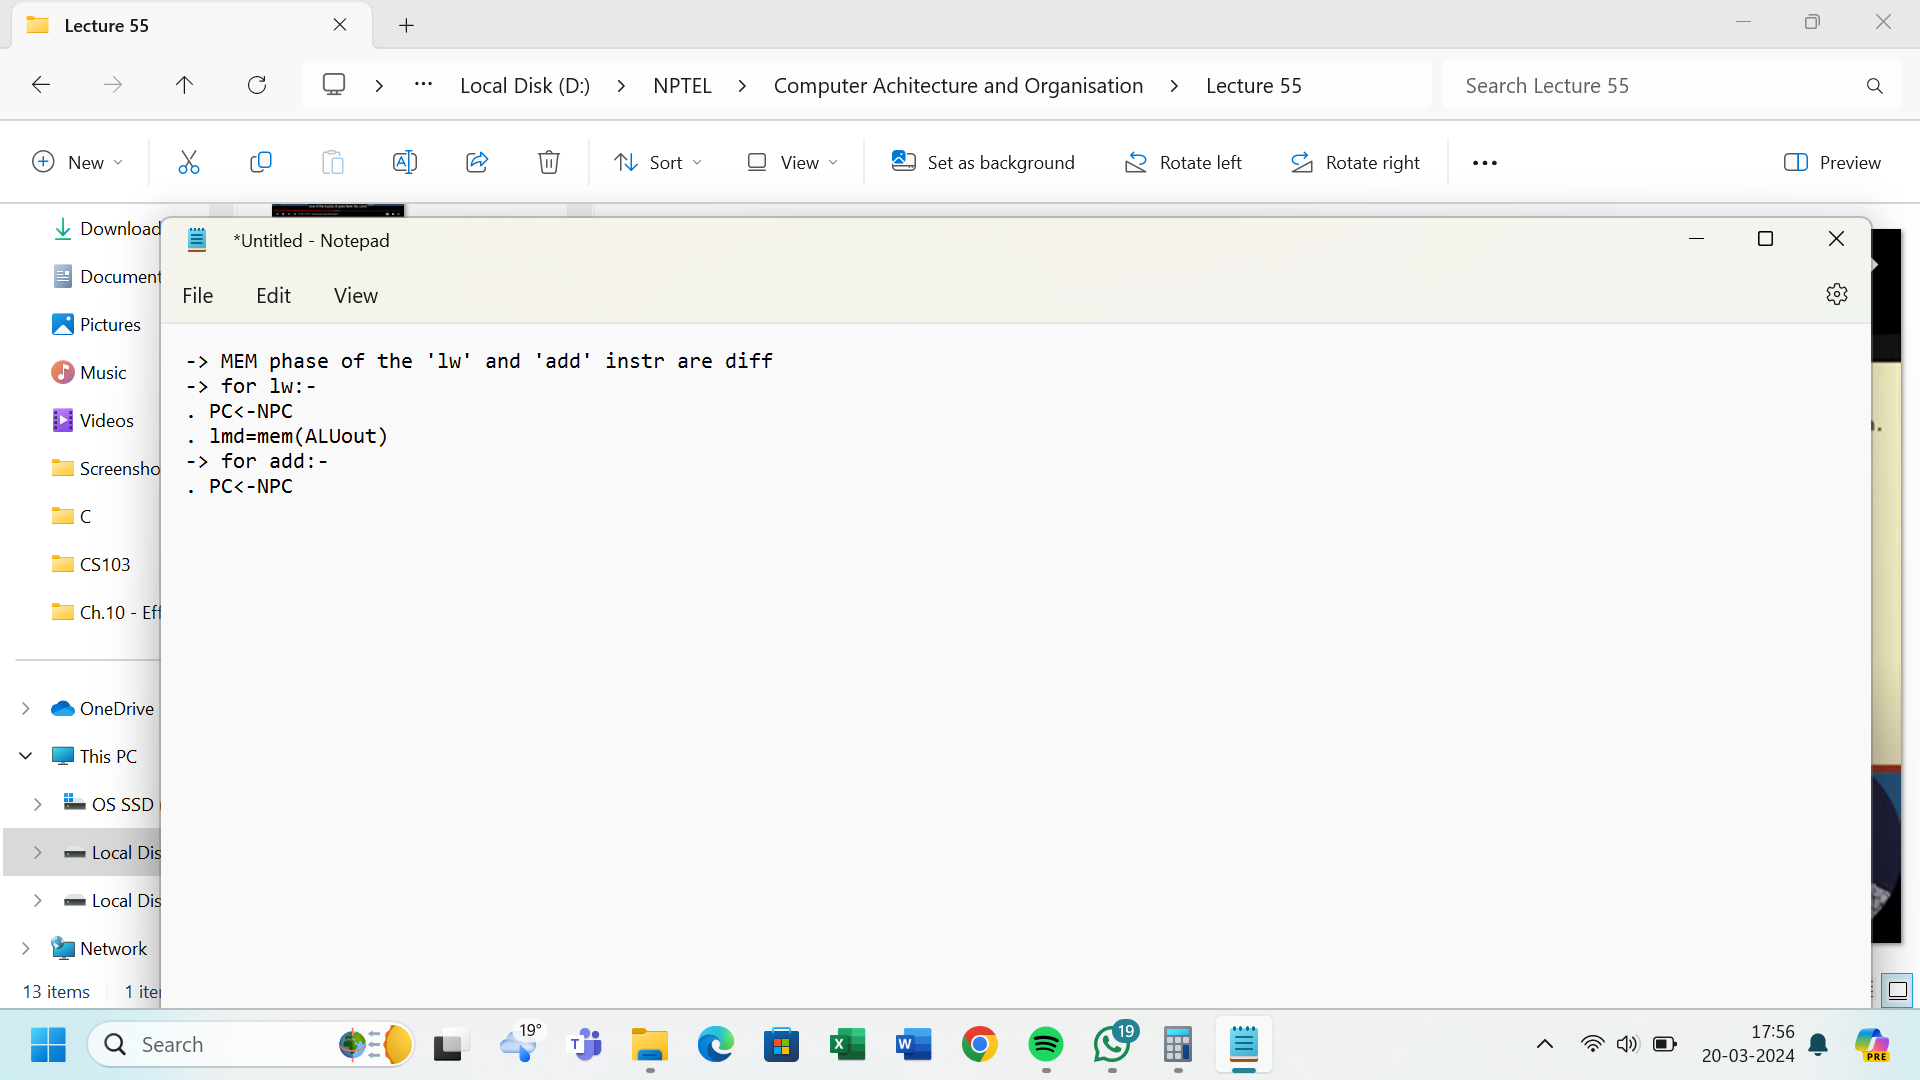 Lecture 55
Local Disk (D:) NPTEL Computer Achitecture and Organisation Lecture 55
Search Lecture 55
New Sort View Set as background Rotate left Rotate right Preview
Download
Document
Pictures
Music
Videos
Screensho
C
CS103
Ch.10 - Eff
OneDrive
This PC
OS SSD
Local Dis
Local Dis
Network
13 items 1 ite
*Untitled - Notepad
File Edit View
-> MEM phase of the 'lw' and 'add' instr are diff
-> for lw:-
. PC<-NPC
. lmd=mem(ALUout)
-> for add:-
. PC<-NPC
Search
19°
19
17:56
20-03-2024
PRE